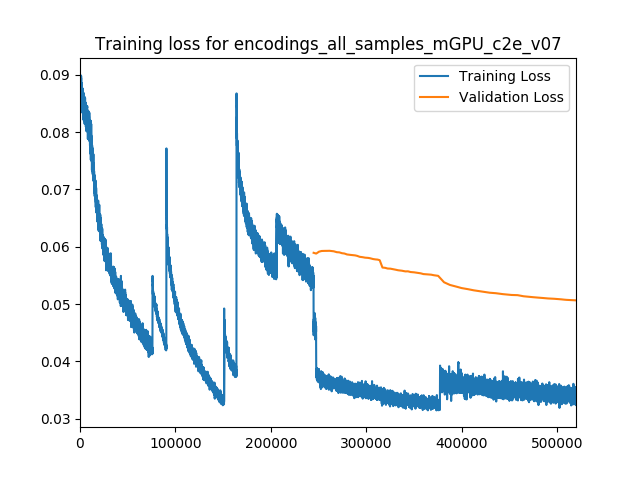 Training loss for encodings_all_samples_mGPU_c2e_v07
Training Loss
Validation Loss
0.09
0.08
0.07
0.06
0.05
0.04
0.03
0 100000 200000 300000 400000 500000